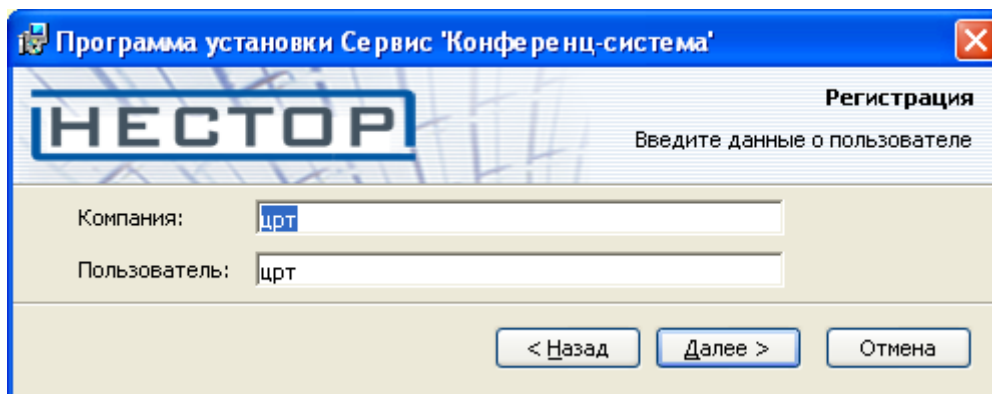 Программа установки Сервис 'Конференц-система'
НЕСТОР
Регистрация
Введите данные о пользователе
Компания: црт
Пользователь: црт
< Назад Далее > Отмена